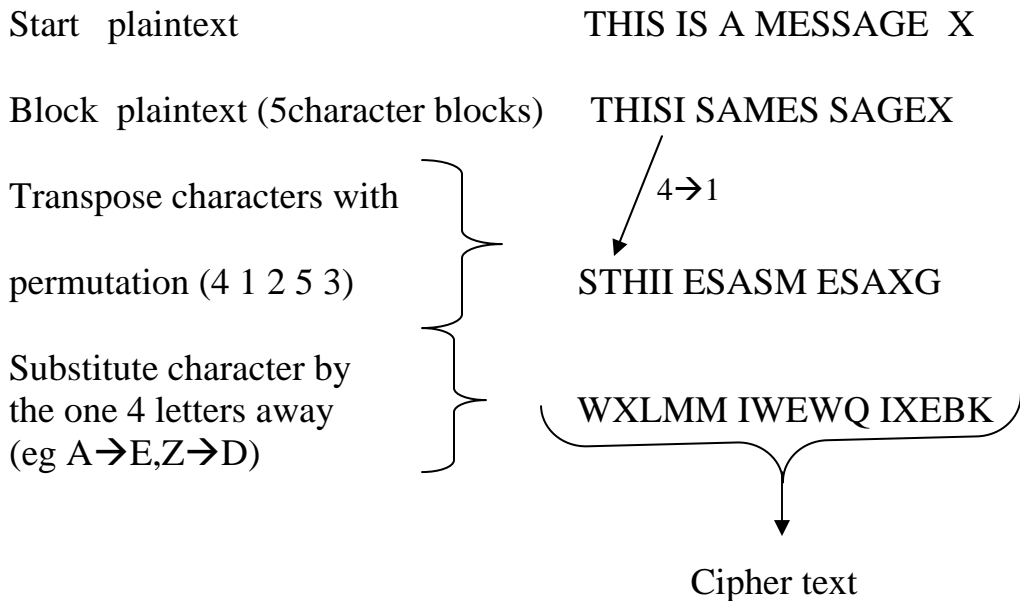 Start plaintext THIS IS A MESSAGE X
Block plaintext (5character blocks) THISI SAMES SAGEX
Transpose characters with
4→1
permutation (4 1 2 5 3) STHII ESASM ESAXG
Substitute character by
the one 4 letters away WXLMM IWEWQ IXEBK
(eg A→E,Z→D)
Cipher text